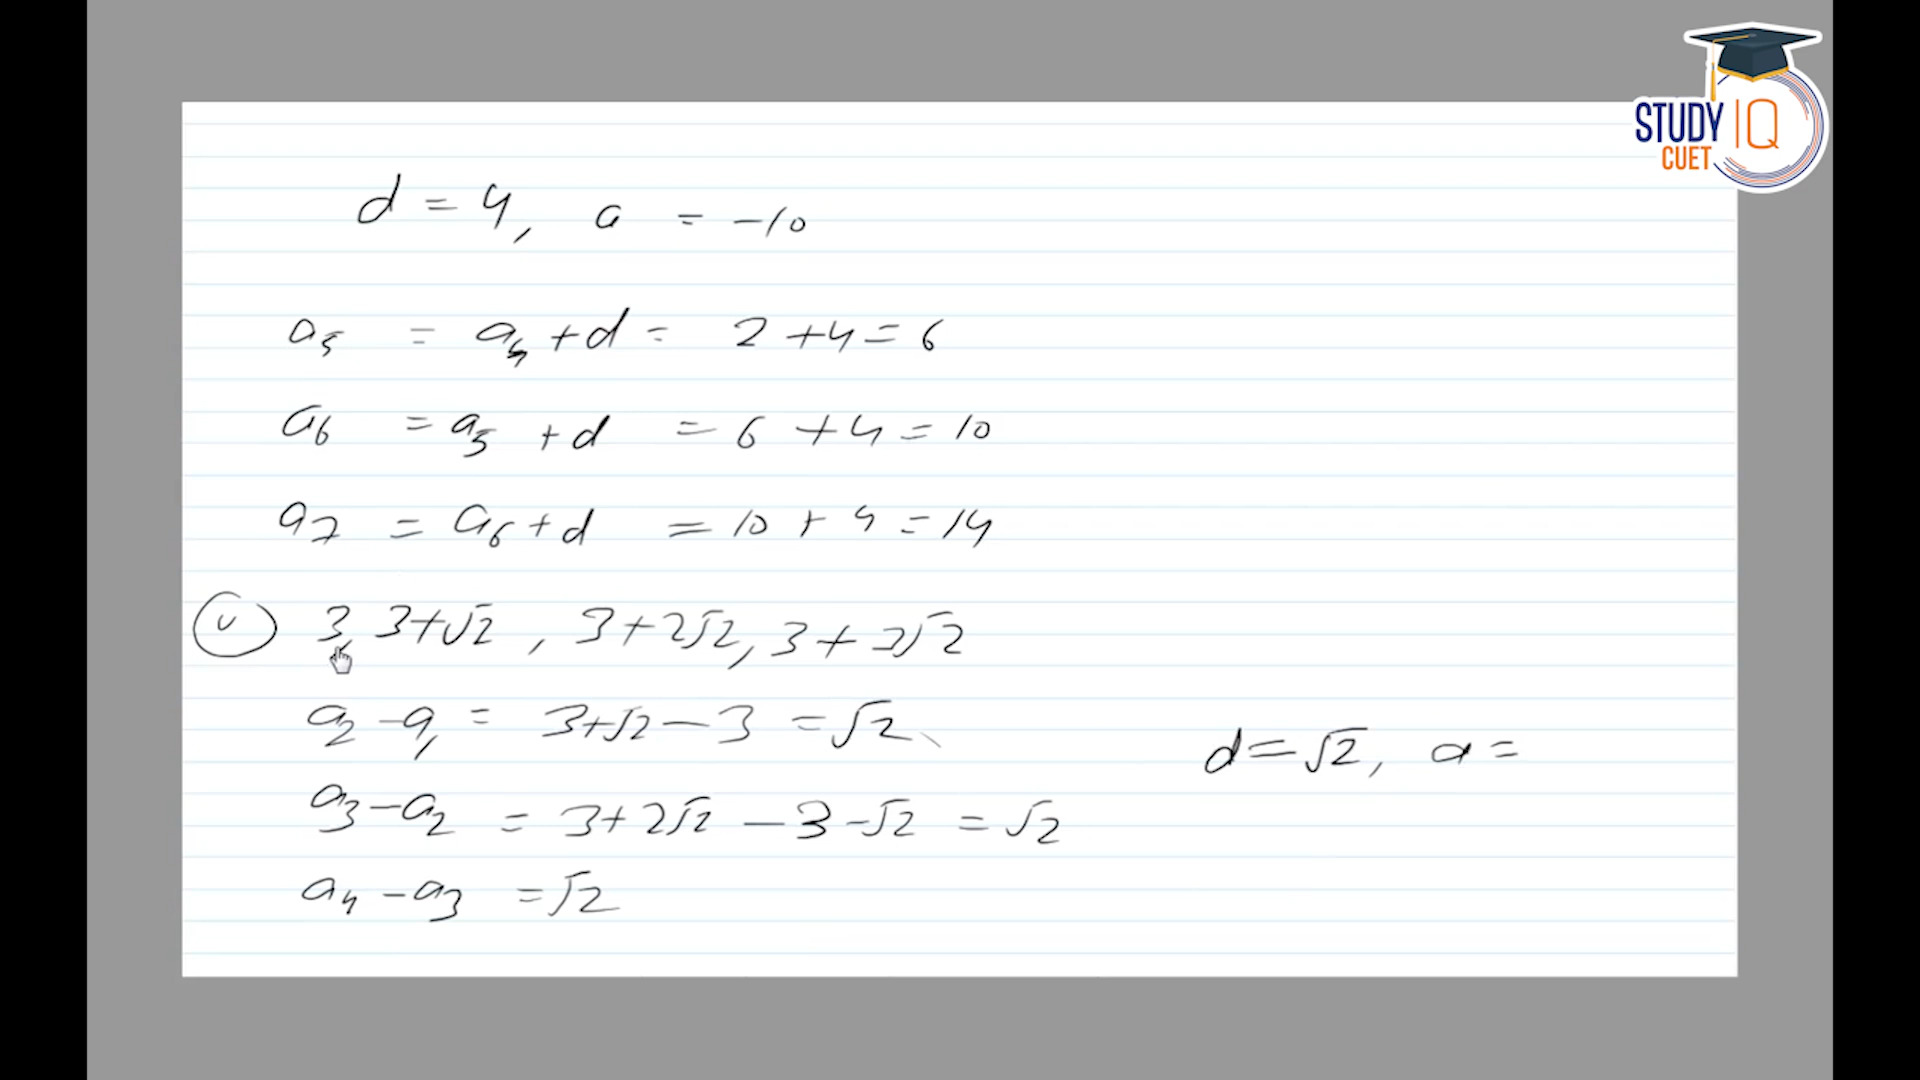 STUDY IQ
CUET
d = 4, a = -10
a5 = a4 + d = 2 + 4 = 6
a6 = a5 + d = 6 + 4 = 10
a7 = a6 + d = 10 + 4 = 14
(v) 3, 3+√2, 3+2√2, 3+3√2
a2 - a1 = 3+√2 - 3 = √2
d = √2, a =
a3 - a2 = 3+2√2 - 3 - √2 = √2
a4 - a3 = √2